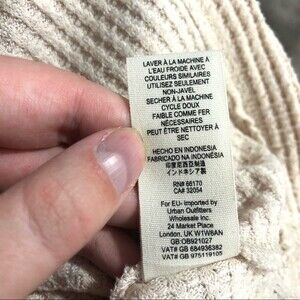 LAVER À LA MACHINE À
L'EAU FROIDE AVEC
COULEURS SIMILAIRES
UTILISEZ SEULEMENT
NON-JAVEL
SECHER À LA MACHINE
CYCLE DOUX
FAIBLE COMME FER
NÉCESSAIRES
PEUT ÊTRE NETTOYER À
SEC
HECHO EN INDONESIA
FABRICADO NA INDONÉSIA
印度尼西亞制造
インドネシア製
RN# 66170
CA# 32054
For EU- Imported by
Urban Outfitters
Wholesale Inc.
24 Market Place
London, UK W1W8AN
GB:OB921027
VAT# GB 684936382
VAT# GB 975119105